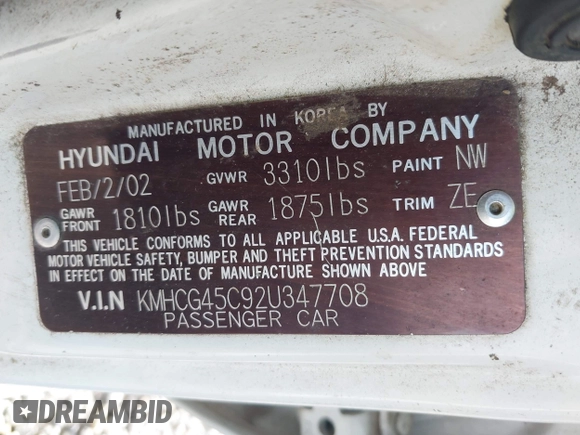 MANUFACTURED IN KOREA BY
HYUNDAI MOTOR COMPANY
FEB/2/02 GVWR 3310lbs PAINT NW
GAWR FRONT 1810lbs GAWR REAR 1875lbs TRIM ZE
THIS VEHICLE CONFORMS TO ALL APPLICABLE U.S.A. FEDERAL
MOTOR VEHICLE SAFETY, BUMPER AND THEFT PREVENTION STANDARDS
IN EFFECT ON THE DATE OF MANUFACTURE SHOWN ABOVE
V.I.N KMHCG45C92U347708
PASSENGER CAR
DREAMBID